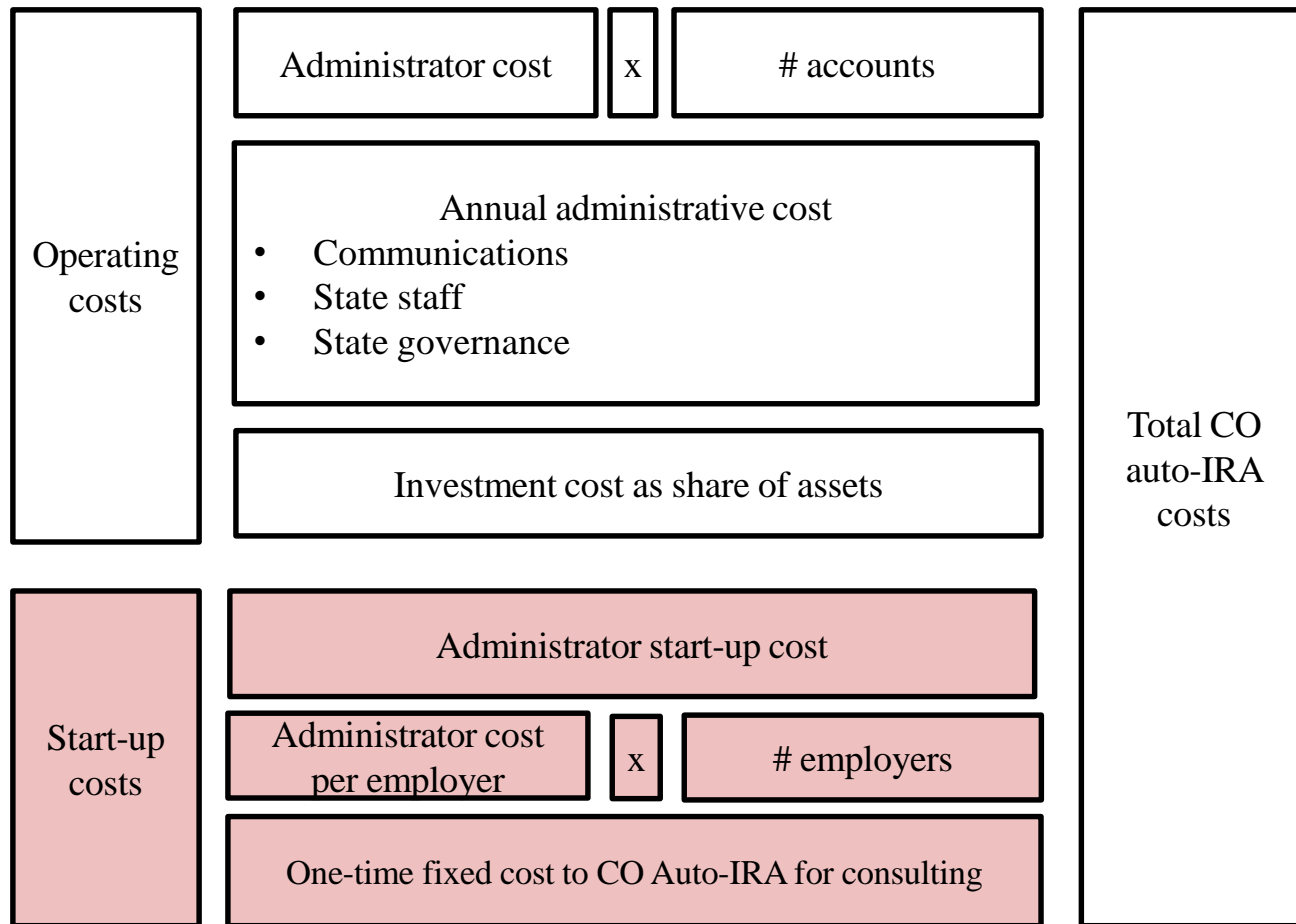 Operating
costs
Administrator cost
x
# accounts
Annual administrative cost
• Communications
• State staff
• State governance
Investment cost as share of assets
Start-up
costs
Administrator start-up cost
Administrator cost
per employer
x
# employers
One-time fixed cost to CO Auto-IRA for consulting
Total CO
auto-IRA
costs